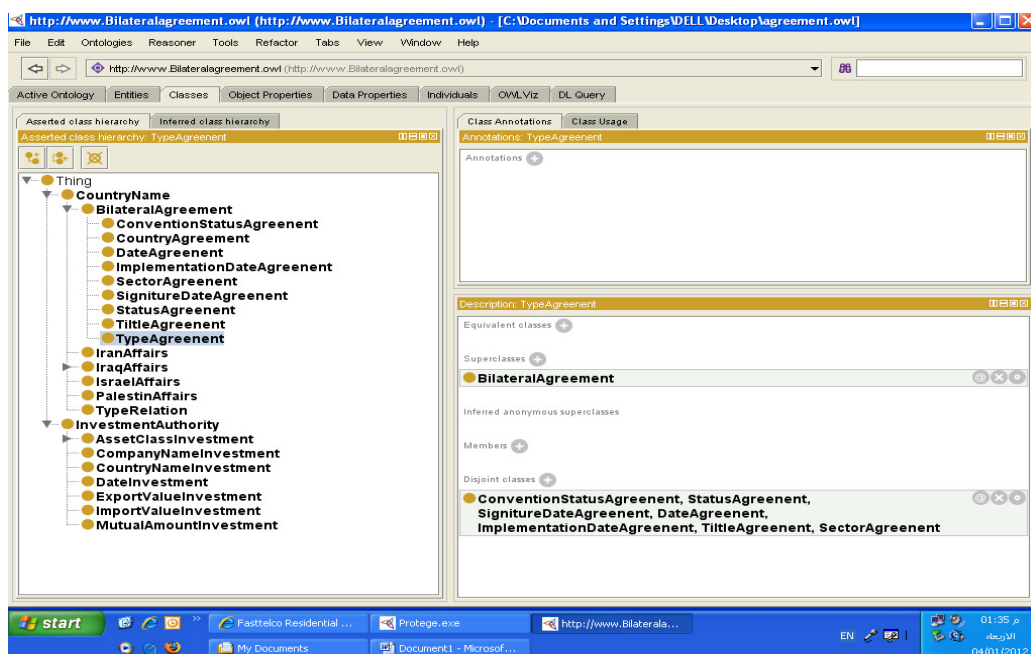 http://www.Bilateralagreement.owl (http://www.Bilateralagreement.owl) - [C:\Documents and Settings\DELL\Desktop\agreement.owl]
File Edit Ontologies Reasoner Tools Refactor Tabs View Window Help
http://www.Bilateralagreement.owl (http://www.Bilateralagreement.owl)
Active Ontology Entities Classes Object Properties Data Properties Individuals OWLViz DL Query
Asserted class hierarchy Inferred class hierarchy
Asserted class hierarchy: TypeAgreenent
Thing
CountryName
BilateralAgreement
ConventionStatusAgreenent
CountryAgreement
DateAgreenent
ImplementationDateAgreenent
SectorAgreenent
SignitureDateAgreenent
StatusAgreenent
TiltleAgreenent
TypeAgreenent
IranAffairs
IraqAffairs
IsraelAffairs
PalestinAffairs
TypeRelation
InvestmentAuthority
AssetClassInvestment
CompanyNameInvestment
CountryNameInvestment
DateInvestment
ExportValueInvestment
ImportValueInvestment
MutualAmountInvestment
Class Annotations Class Usage
Annotations: TypeAgreenent
Annotations
Description: TypeAgreenent
Equivalent classes
Superclasses
BilateralAgreement
Inferred anonymous superclasses
Members
Disjoint classes
ConventionStatusAgreenent, StatusAgreenent,
SignitureDateAgreenent, DateAgreenent,
ImplementationDateAgreenent, TiltleAgreenent, SectorAgreenent
start
Fasttelco Residential ...
Protege.exe
http://www.Bilaterala...
My Documents
Document1 - Microsof...
EN
01:35 م
الاربعاء
04/01/2012